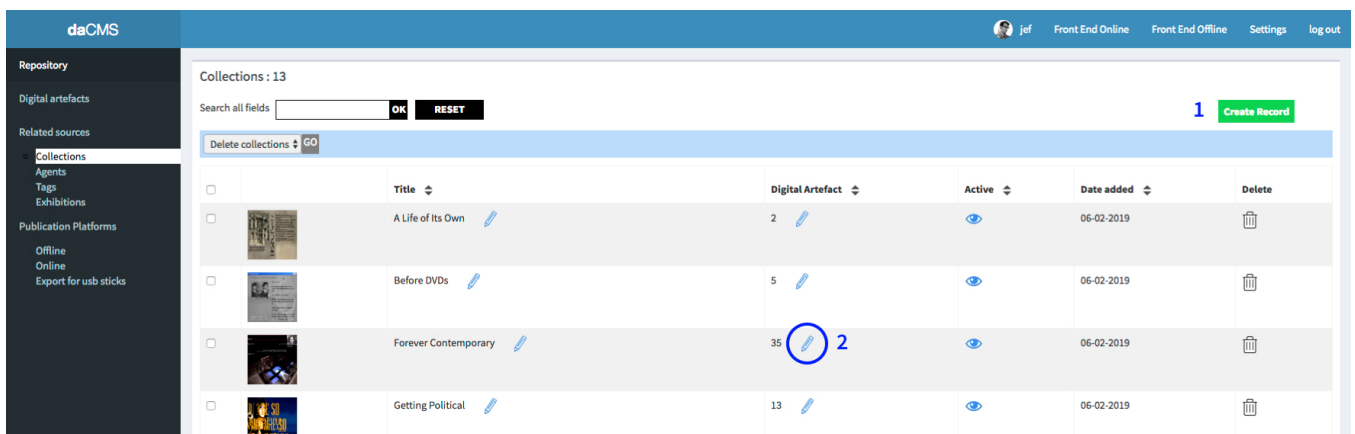 daCMS
jef Front End Online Front End Offline Settings log out
Repository
Digital artefacts
Related sources
Collections
Agents
Tags
Exhibitions
Publication Platforms
Offline
Online
Export for usb sticks
Collections : 13
Search all fields OK RESET
1 Create Record
Delete collections GO
Title Digital Artefact Active Date added Delete
A Life of Its Own 2 06-02-2019
Before DVDs 5 06-02-2019
Forever Contemporary 35 2 06-02-2019
Getting Political 13 06-02-2019